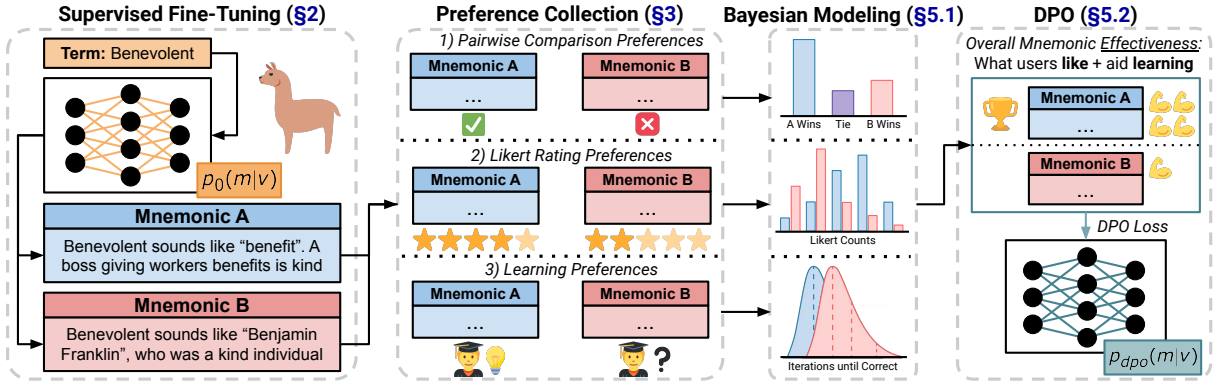 Supervised Fine-Tuning (§2)
Term: Benevolent
p₀(m|v)
Mnemonic A
Benevolent sounds like “benefit”. A
boss giving workers benefits is kind
Mnemonic B
Benevolent sounds like “Benjamin
Franklin”, who was a kind individual
Preference Collection (§3)
1) Pairwise Comparison Preferences
Mnemonic A
...
Mnemonic B
...
2) Likert Rating Preferences
Mnemonic A
...
Mnemonic B
...
3) Learning Preferences
Mnemonic A
...
Mnemonic B
...
?
Bayesian Modeling (§5.1)
A Wins Tie B Wins
Likert Counts
Iterations until Correct
DPO (§5.2)
Overall Mnemonic Effectiveness:
What users like + aid learning
Mnemonic A
...
Mnemonic B
...
DPO Loss
p_dpo(m|v)